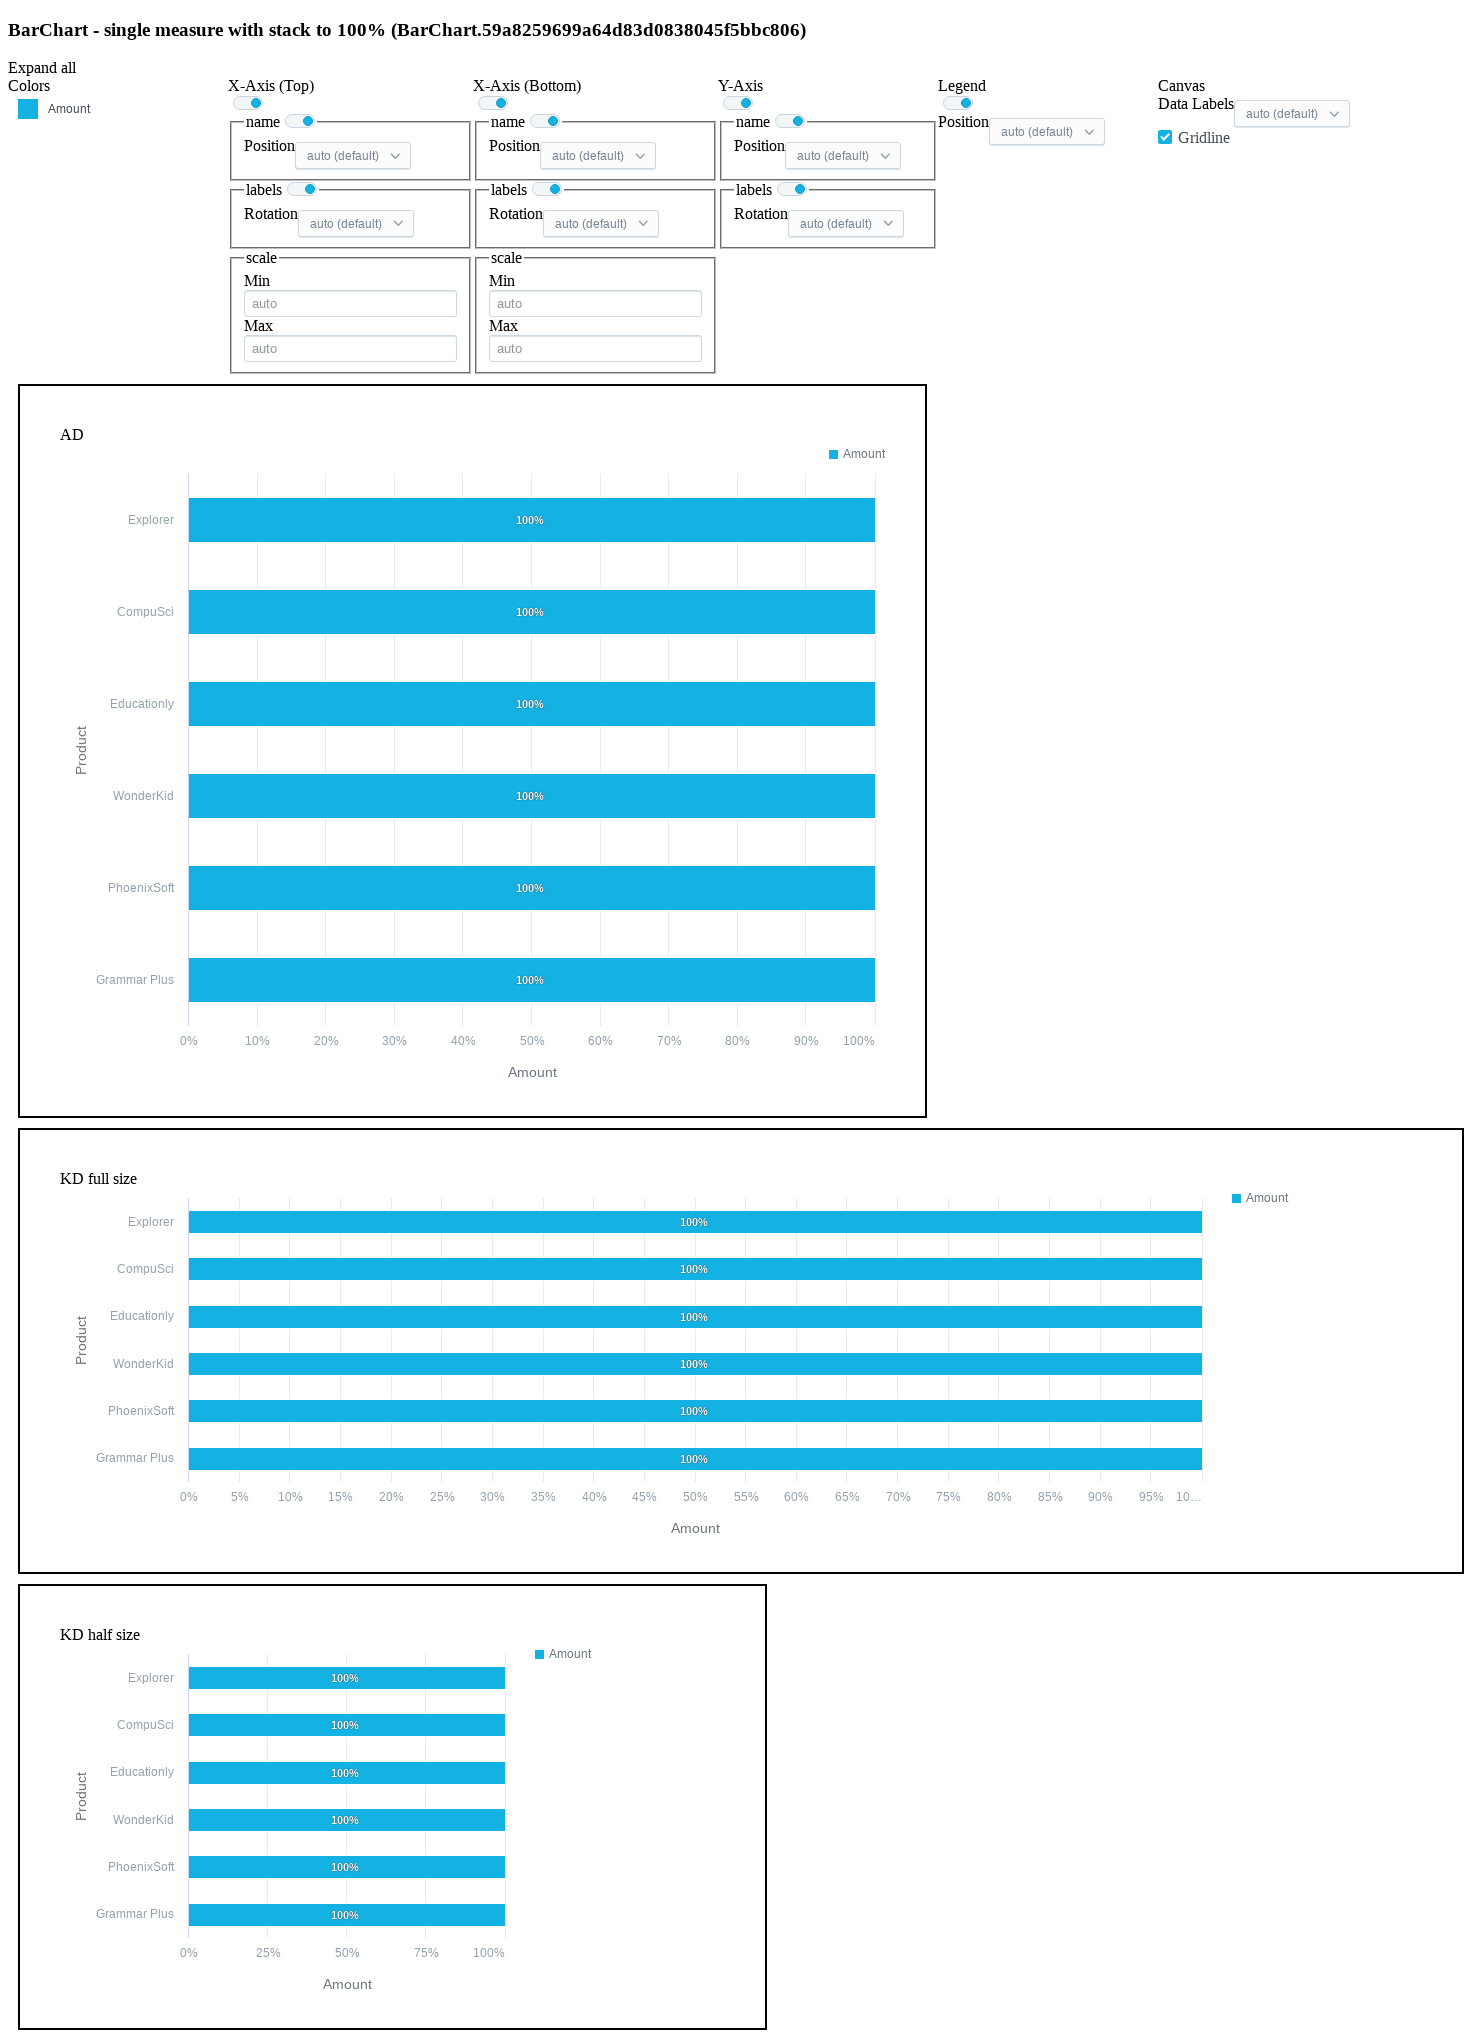 BarChart - single measure with stack to 100% (BarChart.59a8259699a64d83d0838045f5bbc806)
Expand all
Colors
Amount
X-Axis (Top)
name
Position auto (default)
labels
Rotation auto (default)
scale
Min
auto
Max
auto
X-Axis (Bottom)
name
Position auto (default)
labels
Rotation auto (default)
scale
Min
auto
Max
auto
Y-Axis
name
Position auto (default)
labels
Rotation auto (default)
Legend
Position auto (default)
Canvas
Data Labels auto (default)
Gridline
AD
Amount
Product
Explorer 100%
CompuSci 100%
Educationly 100%
WonderKid 100%
PhoenixSoft 100%
Grammar Plus 100%
0% 10% 20% 30% 40% 50% 60% 70% 80% 90% 100%
Amount
KD full size
Amount
Product
Explorer 100%
CompuSci 100%
Educationly 100%
WonderKid 100%
PhoenixSoft 100%
Grammar Plus 100%
0% 5% 10% 15% 20% 25% 30% 35% 40% 45% 50% 55% 60% 65% 70% 75% 80% 85% 90% 95% 10…
Amount
KD half size
Amount
Product
Explorer 100%
CompuSci 100%
Educationly 100%
WonderKid 100%
PhoenixSoft 100%
Grammar Plus 100%
0% 25% 50% 75% 100%
Amount